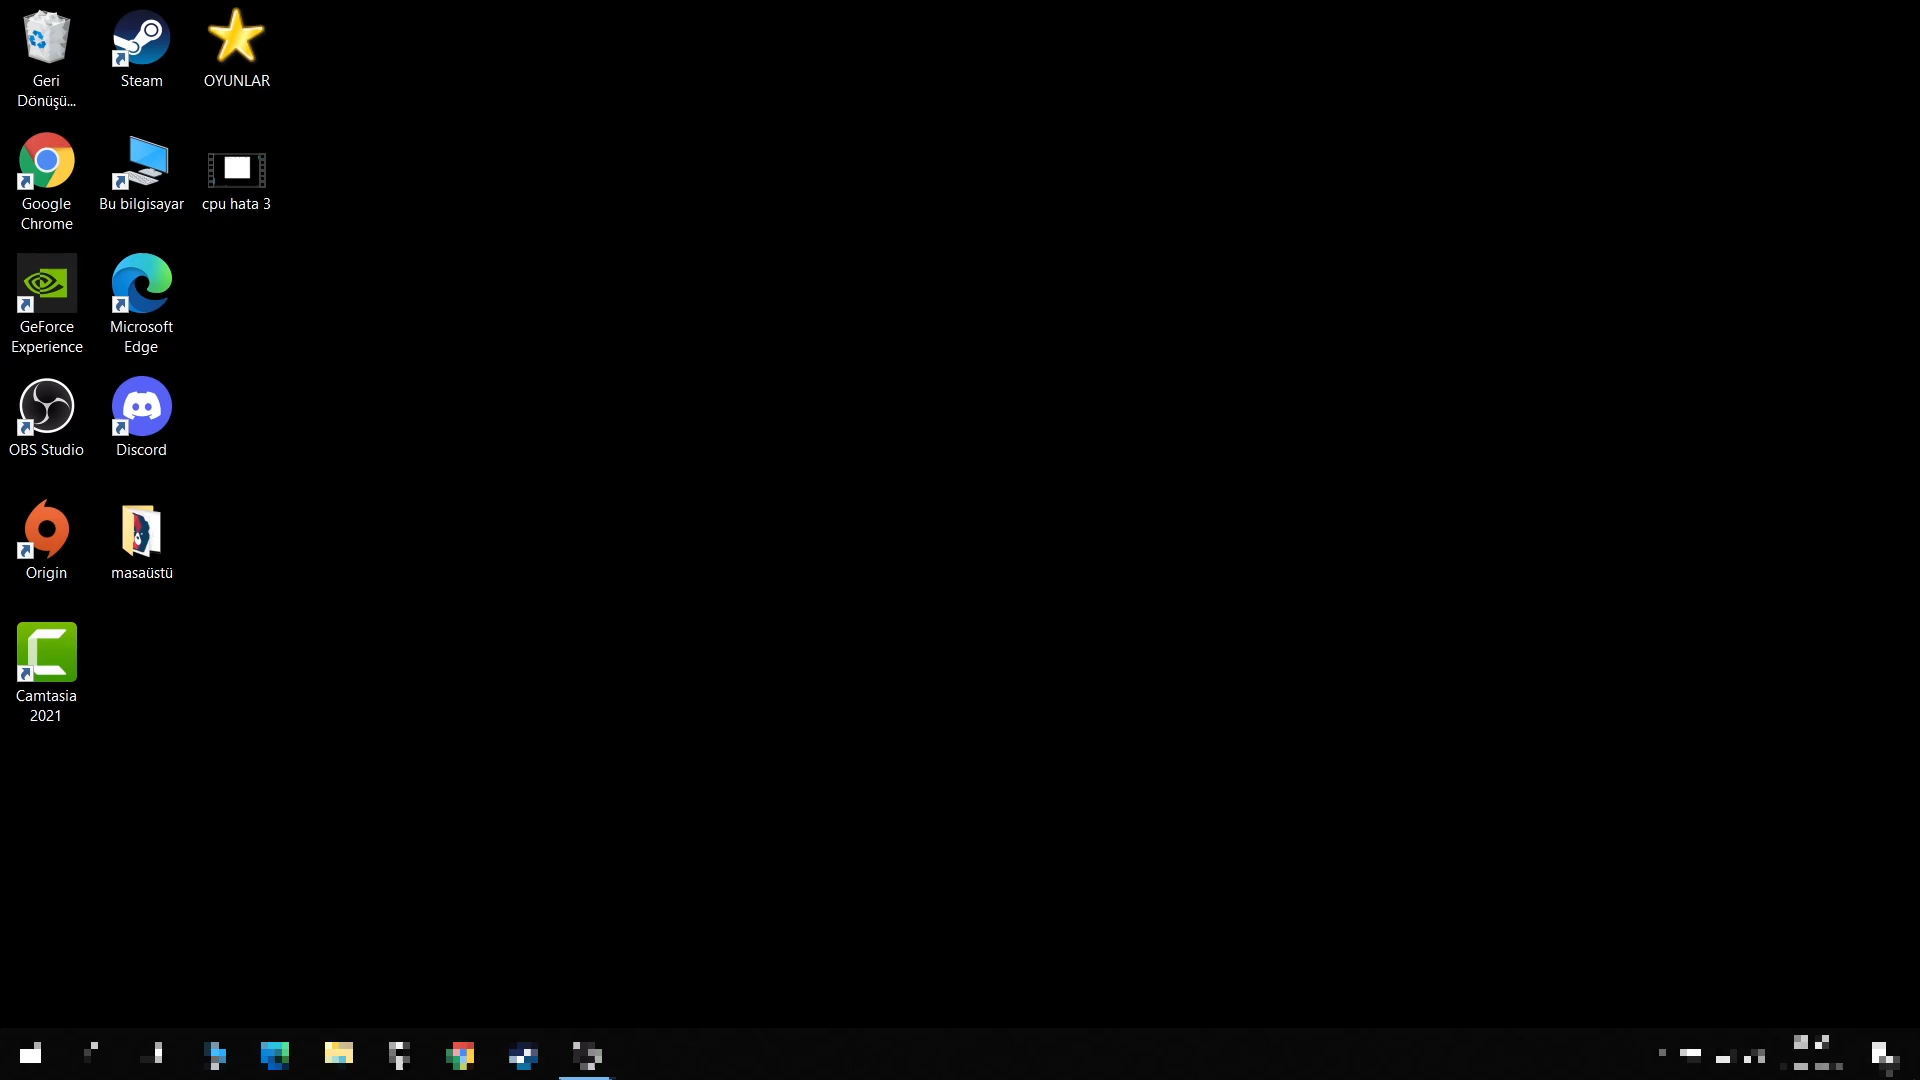 Geri
Dönüşü...
Steam
OYUNLAR
Google
Chrome
Bu bilgisayar
cpu hata 3
GeForce
Experience
Microsoft
Edge
OBS Studio
Discord
Origin
masaüstü
Camtasia
2021